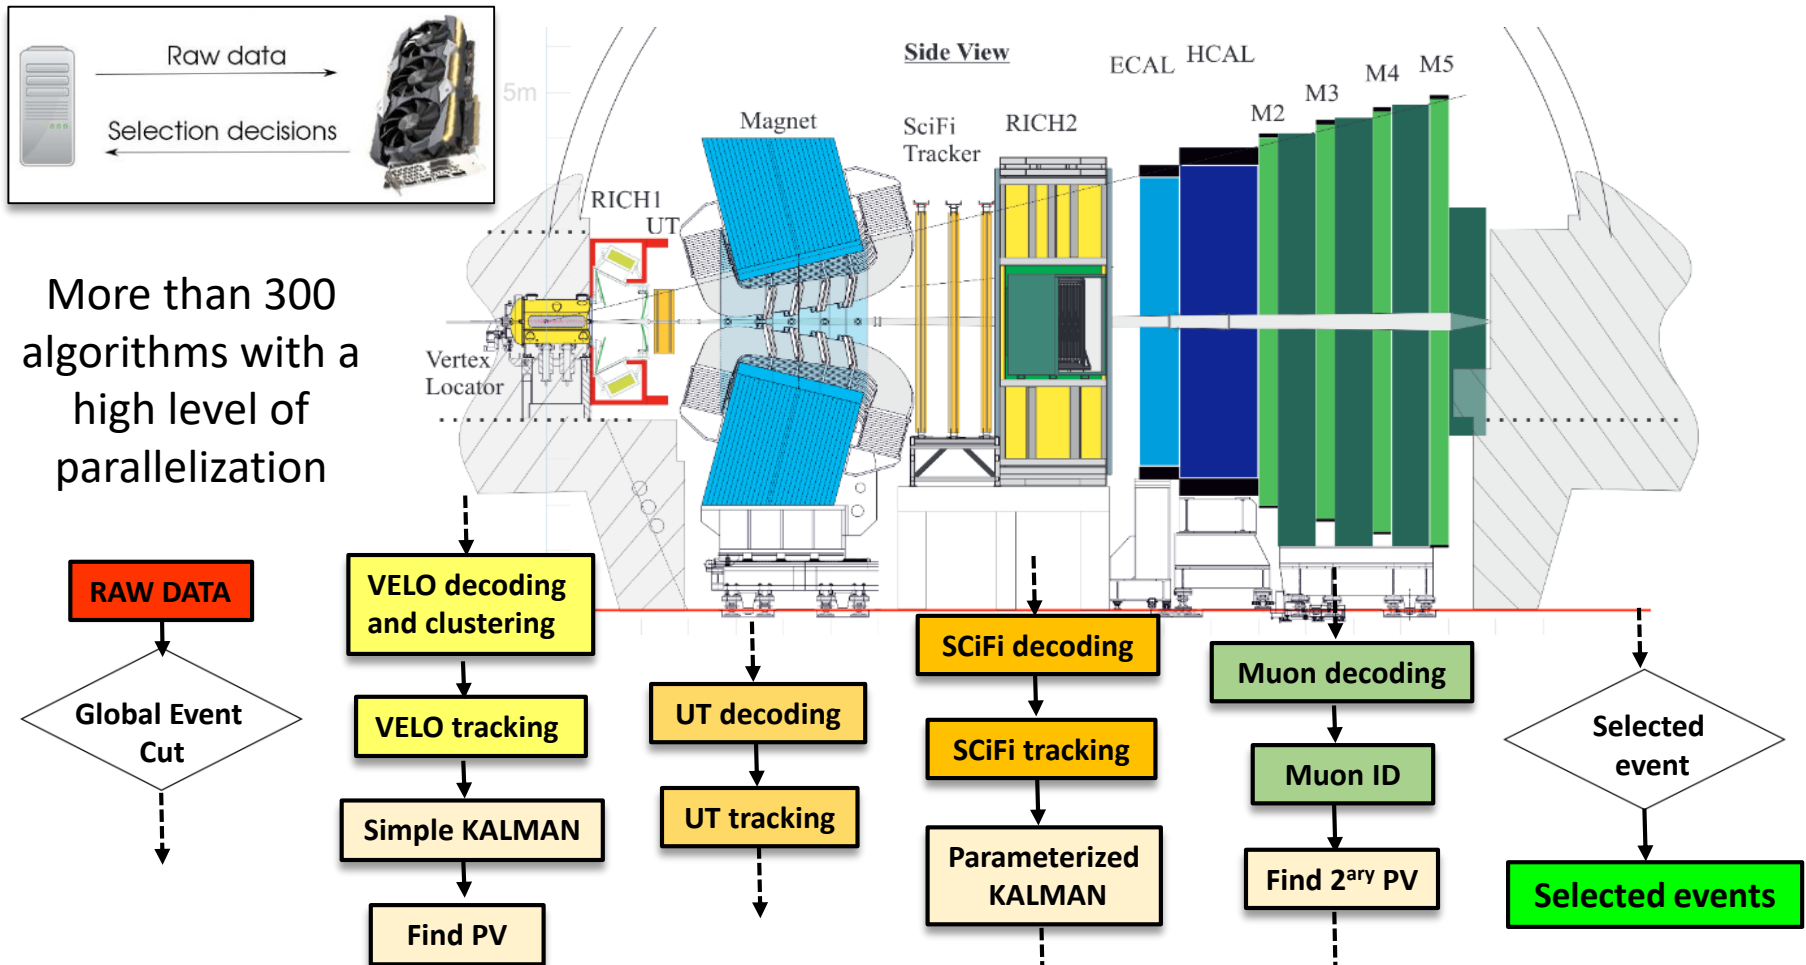 Raw data
Selection decisions
5m
Side View
ECAL
HCAL
M2
M3
M4
M5
Magnet
SciFi
Tracker
RICH2
RICH1
UT
Vertex
Locator
More than 300
algorithms with a
high level of
parallelization
RAW DATA
Global Event
Cut
VELO decoding
and clustering
VELO tracking
Simple KALMAN
Find PV
UT decoding
UT tracking
SCiFi decoding
SCiFi tracking
Parameterized
KALMAN
Muon decoding
Muon ID
Find 2ary PV
Selected
event
Selected events